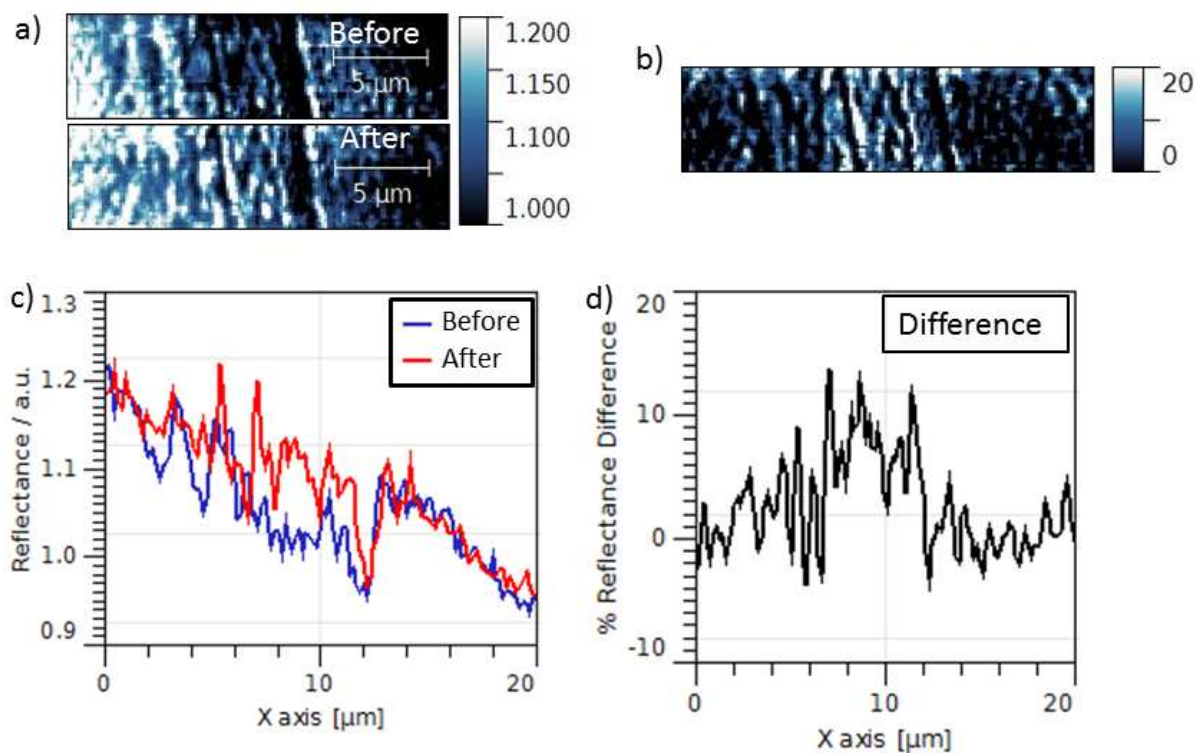 a)
Before
5 μm
After
5 μm
1.200
1.150
1.100
1.050
1.000
b)
20
0
c)
1.3
1.2
1.1
1.0
0.9
Reflectance / a.u.
Before
After
0
10
20
X axis [μm]
d)
20
10
0
-10
% Reflectance Difference
Difference
0
10
20
X axis [μm]